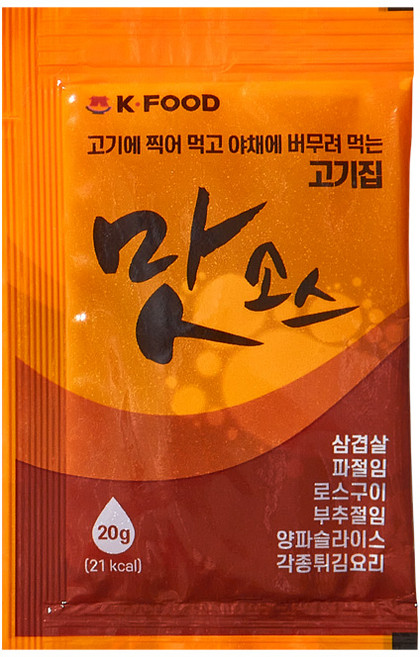 K·FOOD
고기에 찍어 먹고 야채에 버무려 먹는
고기집
맛소스
삼겹살
파절임
로스구이
부추절임
양파슬라이스
각종튀김요리
20g
(21 kcal)